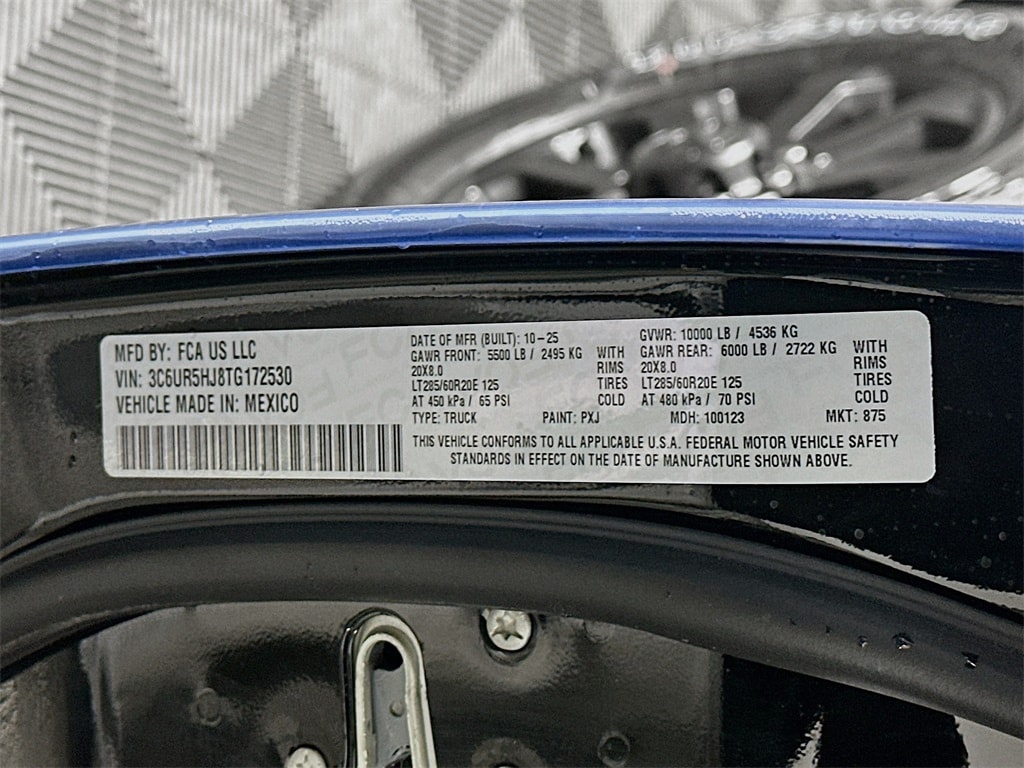 MFD BY: FCA US LLC
VIN: 3C6UR5HJ8TG172530
VEHICLE MADE IN: MEXICO
DATE OF MFR (BUILT): 10-25
GAWR FRONT: 5500 LB / 2495 KG WITH
20X8.0 RIMS
LT285/60R20E 125 TIRES
AT 450 kPa / 65 PSI COLD
GVWR: 10000 LB / 4536 KG
GAWR REAR: 6000 LB / 2722 KG WITH
20X8.0 RIMS
LT285/60R20E 125 TIRES
AT 480 kPa / 70 PSI COLD
TYPE: TRUCK PAINT: PXJ MDH: 100123 MKT: 875
THIS VEHICLE CONFORMS TO ALL APPLICABLE U.S.A. FEDERAL MOTOR VEHICLE SAFETY
STANDARDS IN EFFECT ON THE DATE OF MANUFACTURE SHOWN ABOVE.